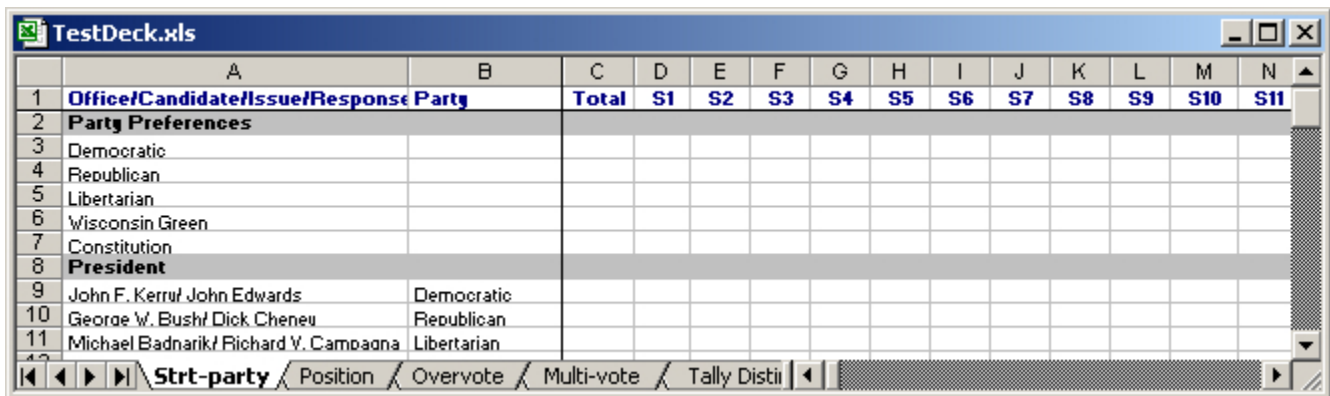 TestDeck.xls
A B C D E F G H I J K L M N
1 Office/Candidate/Issue/Response Party Total S1 S2 S3 S4 S5 S6 S7 S8 S9 S10 S11
2 Party Preferences
3 Democratic
4 Republican
5 Libertarian
6 Wisconsin Green
7 Constitution
8 President
9 John F. Kerry/ John Edwards Democratic
10 George W. Bush/ Dick Cheney Republican
11 Michael Badnarik/ Richard V. Campagna Libertarian
12
Strt-party Position Overvote Multi-vote Tally Distin